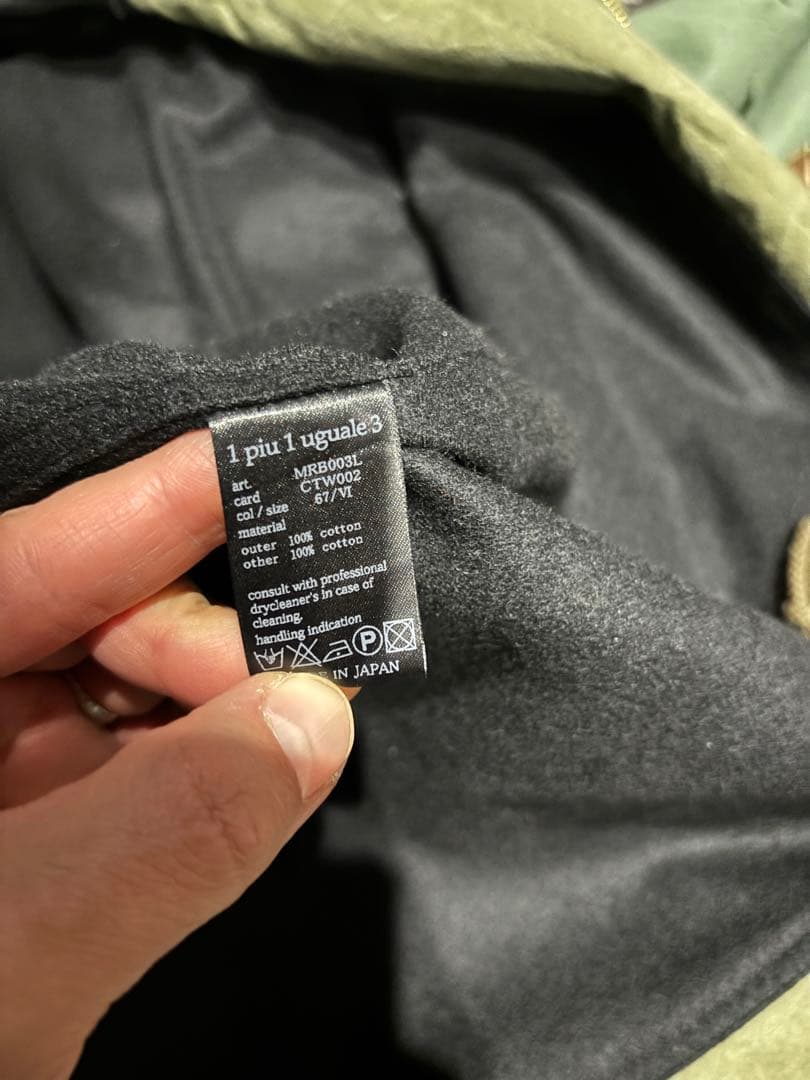 1 piu 1 uguale 3
art. MRB003L
card CTW002
col / size 67/VI
material
outer 100% cotton
other 100% cotton
consult with professional
drycleaner's in case of
cleaning.
handling indication
P
IN JAPAN